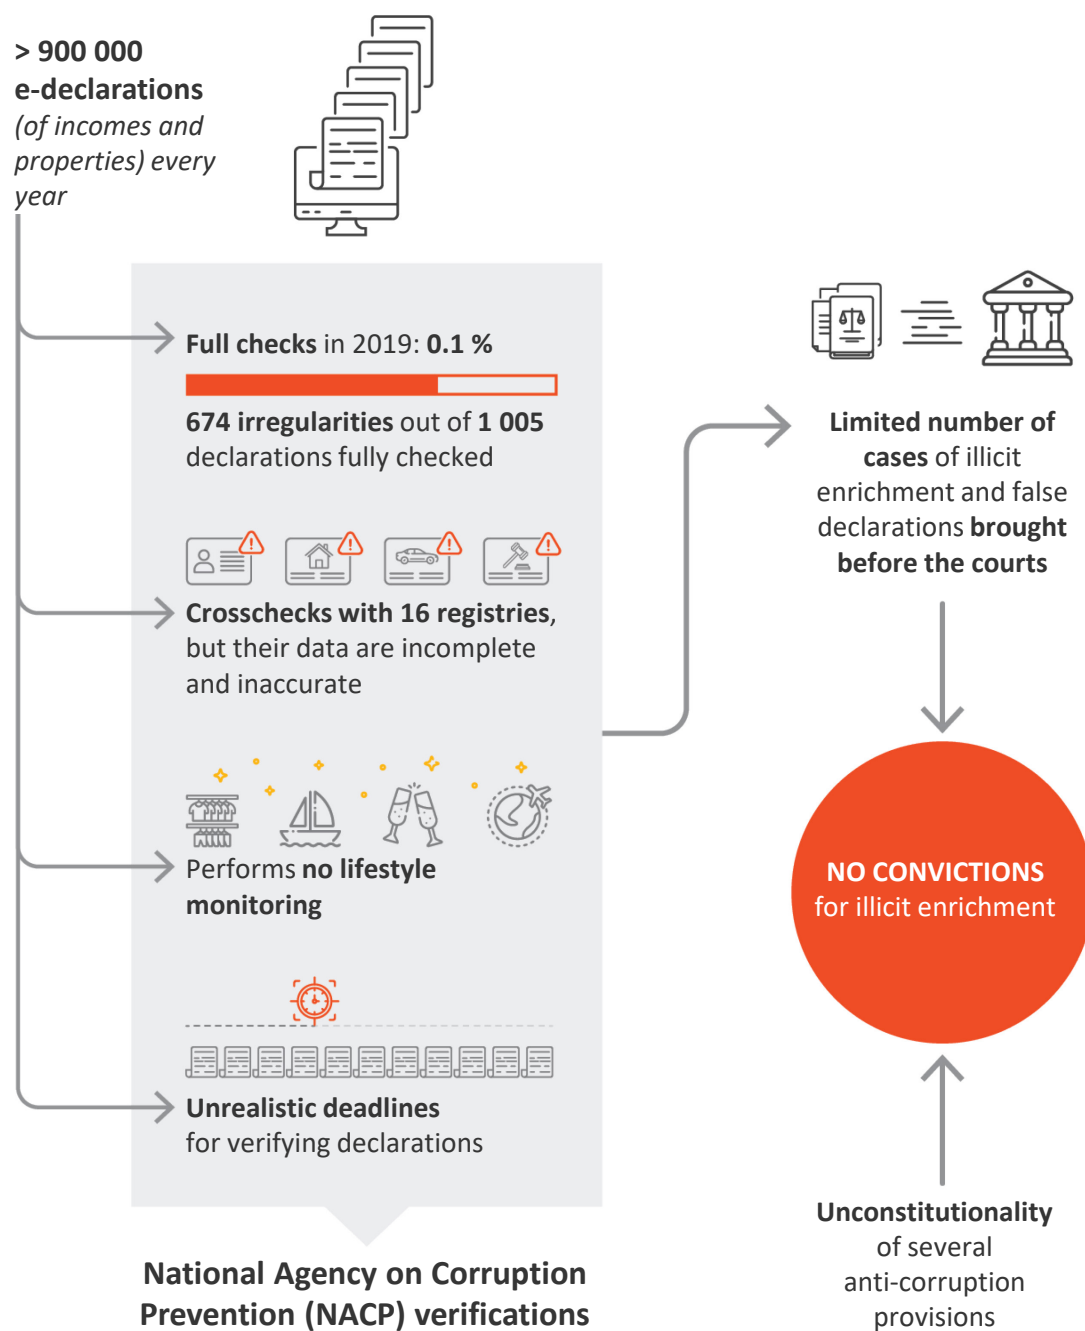 > 900 000
e-declarations
(of incomes and
properties) every
year
Full checks in 2019: 0.1 %
674 irregularities out of 1 005
declarations fully checked
Crosschecks with 16 registries,
but their data are incomplete
and inaccurate
Performs no lifestyle
monitoring
Unrealistic deadlines
for verifying declarations
National Agency on Corruption
Prevention (NACP) verifications
Limited number of
cases of illicit
enrichment and false
declarations brought
before the courts
NO CONVICTIONS
for illicit enrichment
Unconstitutionality
of several
anti-corruption
provisions